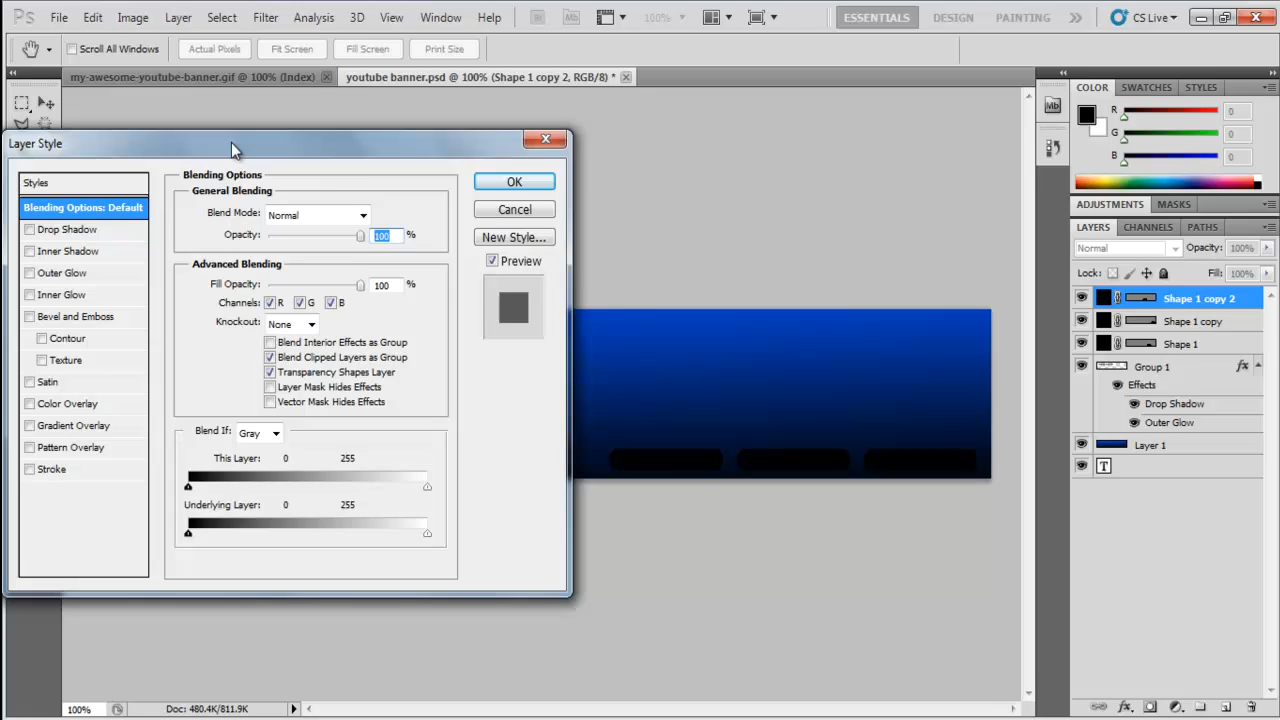 Ps File Edit Image Layer Select Filter Analysis 3D View Window Help Br Mb 100% ESSENTIALS DESIGN PAINTING CS Live
Scroll All Windows Actual Pixels Fit Screen Fill Screen Print Size
my-awesome-youtube-banner.gif @ 100% (Index) youtube banner.psd @ 100% (Shape 1 copy 2, RGB/8) *
Layer Style
Styles
Blending Options: Default
Drop Shadow
Inner Shadow
Outer Glow
Inner Glow
Bevel and Emboss
Contour
Texture
Satin
Color Overlay
Gradient Overlay
Pattern Overlay
Stroke
Blending Options
General Blending
Blend Mode: Normal
Opacity: 100 %
Advanced Blending
Fill Opacity: 100 %
Channels: R G B
Knockout: None
Blend Interior Effects as Group
Blend Clipped Layers as Group
Transparency Shapes Layer
Layer Mask Hides Effects
Vector Mask Hides Effects
Blend If: Gray
This Layer: 0 255
Underlying Layer: 0 255
OK
Cancel
New Style...
Preview
Mb
COLOR SWATCHES STYLES
R 0
G 0
B 0
ADJUSTMENTS MASKS
LAYERS CHANNELS PATHS
Normal Opacity: 100%
Lock: Fill: 100%
Shape 1 copy 2
Shape 1 copy
Shape 1
Group 1 fx
Effects
Drop Shadow
Outer Glow
Layer 1
T
fx
100% Doc: 480.4K/811.9K